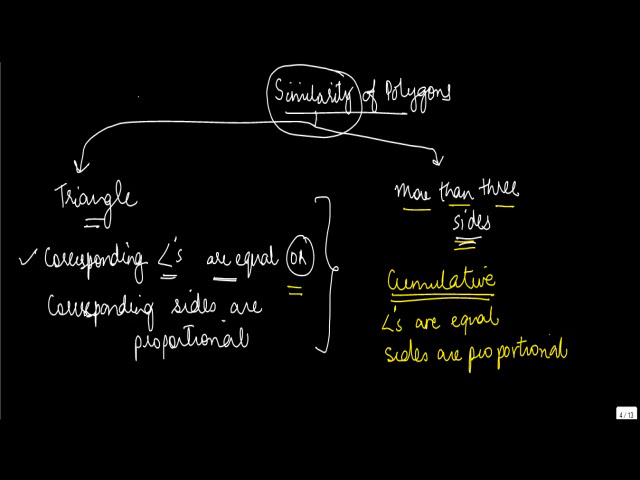 Similarity of Polygons
Triangle
Corresponding ∠'s are equal OR
Corresponding sides are
proportional
More than three
sides
Cumulative
∠'s are equal
sides are proportional
4 / 13